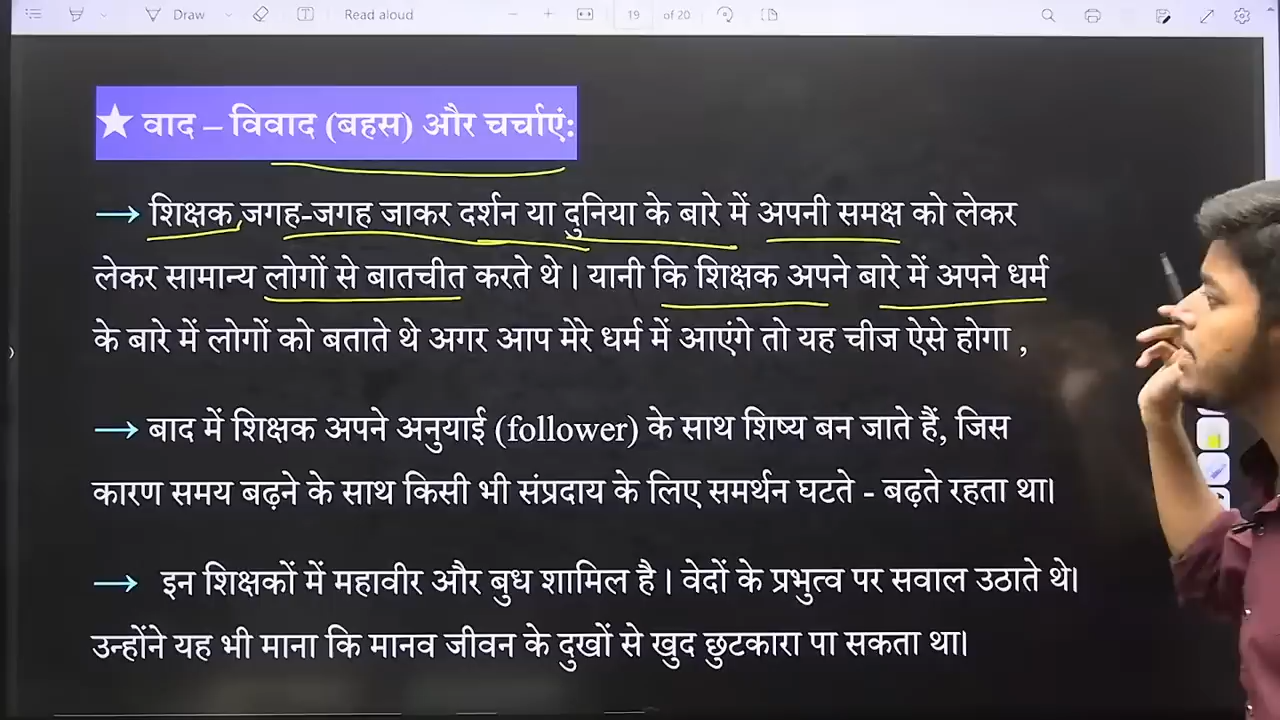 Draw
Read aloud
19 of 20
★ वाद – विवाद (बहस) और चर्चाएं:
→ शिक्षक जगह-जगह जाकर दर्शन या दुनिया के बारे में अपनी समक्ष को लेकर
लेकर सामान्य लोगों से बातचीत करते थे। यानी कि शिक्षक अपने बारे में अपने धर्म
के बारे में लोगों को बताते थे अगर आप मेरे धर्म में आएंगे तो यह चीज ऐसे होगा ,
→ बाद में शिक्षक अपने अनुयाई (follower) के साथ शिष्य बन जाते हैं, जिस
कारण समय बढ़ने के साथ किसी भी संप्रदाय के लिए समर्थन घटते - बढ़ते रहता था।
→ इन शिक्षकों में महावीर और बुध शामिल है। वेदों के प्रभुत्व पर सवाल उठाते थे।
उन्होंने यह भी माना कि मानव जीवन के दुखों से खुद छुटकारा पा सकता था।